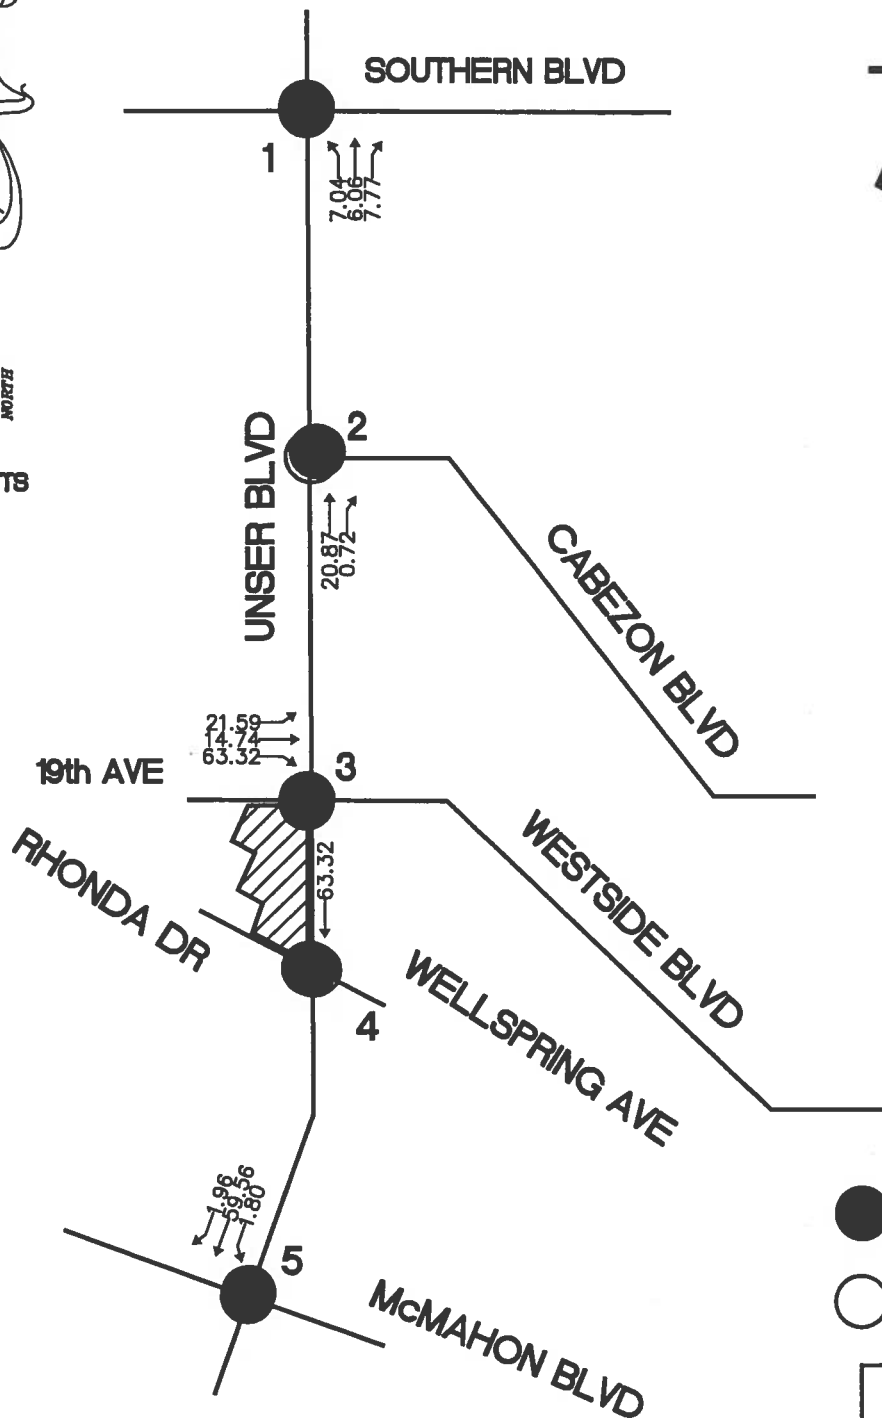 SOUTHERN BLVD
1
7.04
6.06
7.77
NORTH
2
UNSER BLVD
TS
20.87
0.72
CABEZON BLVD
21.59
14.74
63.32
3
19th AVE
63.32
WESTSIDE BLVD
RHONDA DR
WELLSPRING AVE
4
1.96
59.56
1.80
5
McMAHON BLVD